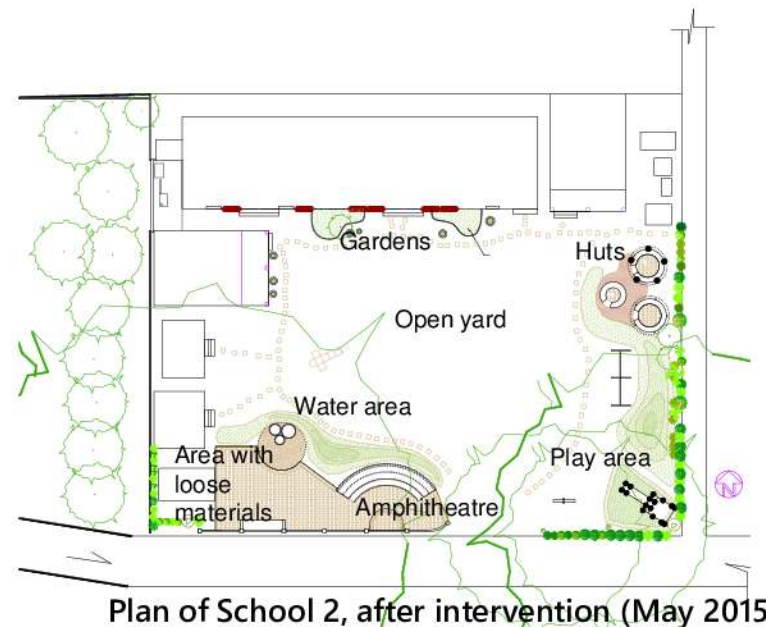 Gardens
Huts
Open yard
Water area
Area with
loose
materials
Play area
Amphitheatre
N
Plan of School 2, after intervention (May 2015